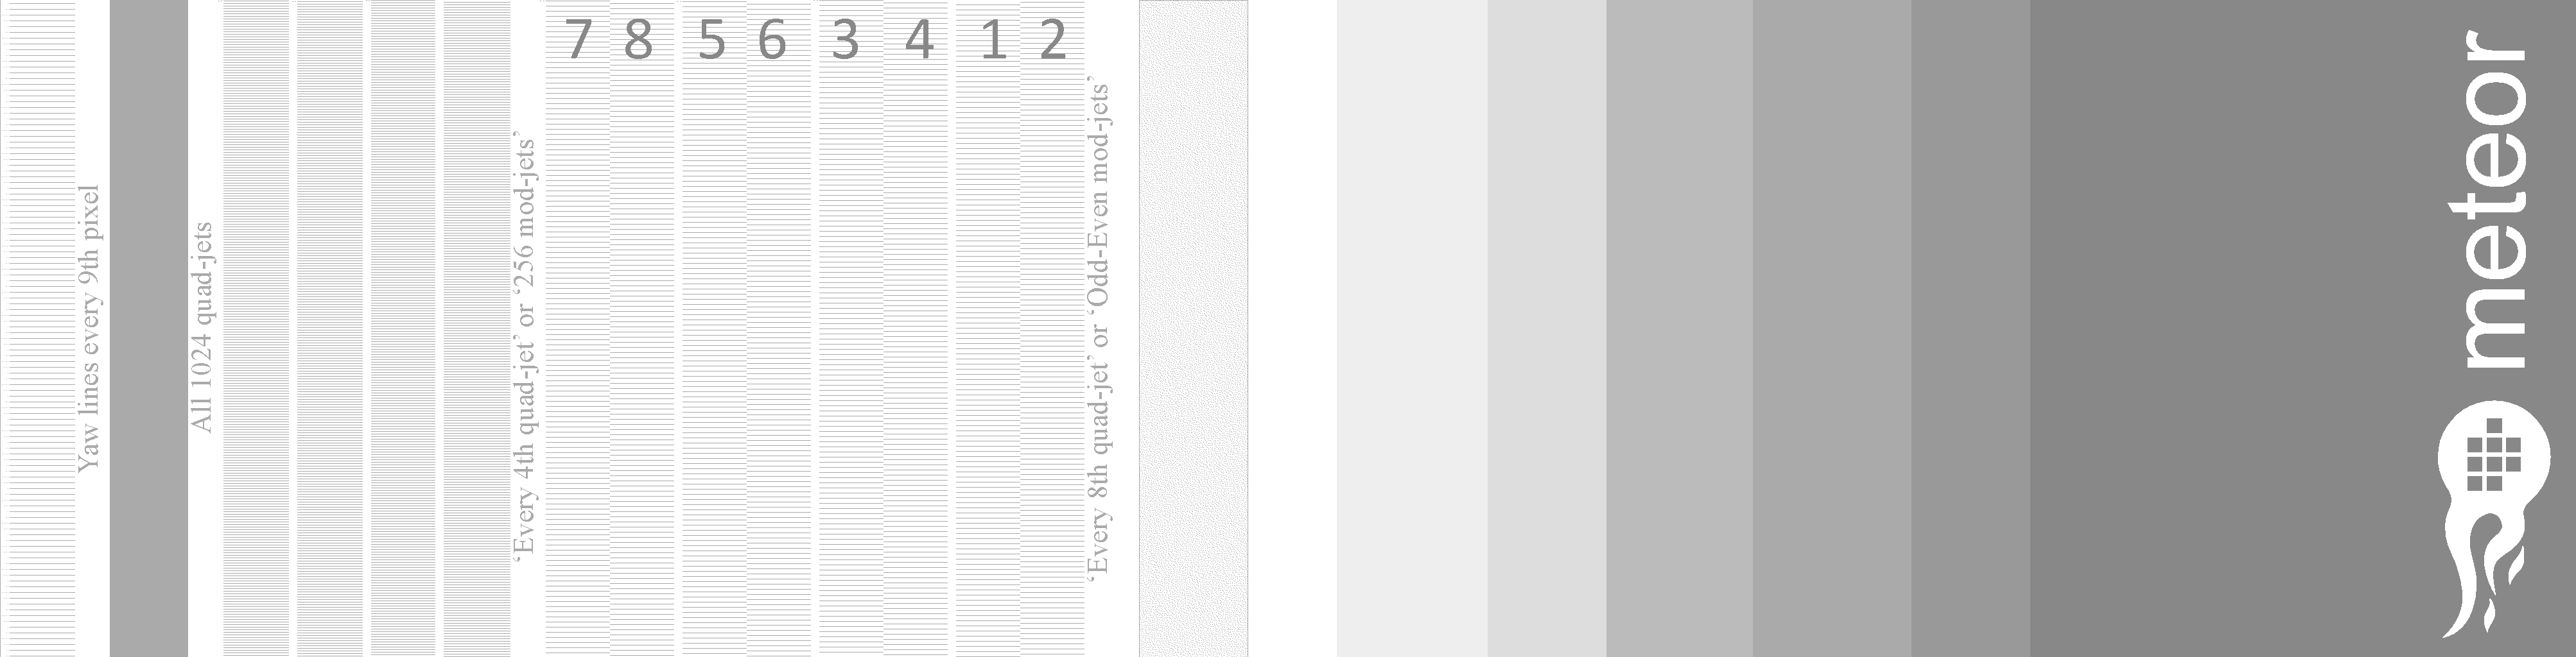 Yaw lines every 9th pixel
All 1024 quad-jets
‘Every 4th quad-jet’ or ‘256 mod-jets’
7 8 5 6 3 4 1 2
‘Every 8th quad-jet’ or ‘Odd-Even mod-jets’
meteor